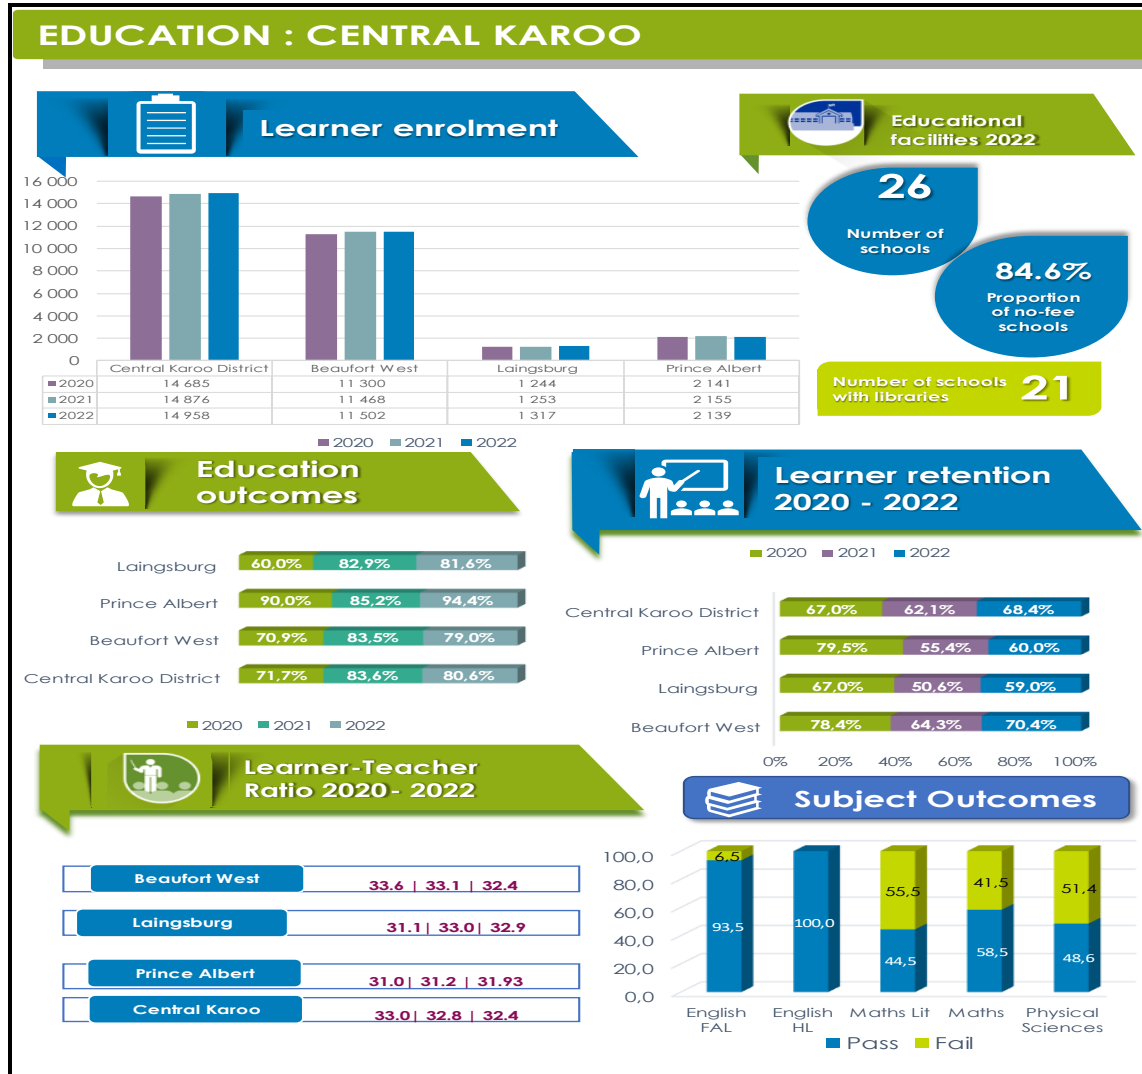 EDUCATION : CENTRAL KAROO
Learner enrolment
16 000
14 000
12 000
10 000
8 000
6 000
4 000
2 000
0
Central Karoo District Beaufort West Laingsburg Prince Albert
2020 14 685 11 300 1 244 2 141
2021 14 876 11 468 1 253 2 155
2022 14 958 11 502 1 317 2 139
2020 2021 2022
Educational
facilities 2022
26
Number of
schools
84.6%
Proportion
of no-fee
schools
Number of schools
with libraries
21
Education
outcomes
Laingsburg 60,0% 82,9% 81,6%
Prince Albert 90,0% 85,2% 94,4%
Beaufort West 70,9% 83,5% 79,0%
Central Karoo District 71,7% 83,6% 80,6%
2020 2021 2022
Learner retention
2020 - 2022
2020 2021 2022
Central Karoo District 67,0% 62,1% 68,4%
Prince Albert 79,5% 55,4% 60,0%
Laingsburg 67,0% 50,6% 59,0%
Beaufort West 78,4% 64,3% 70,4%
0% 20% 40% 60% 80% 100%
Learner-Teacher
Ratio 2020 - 2022
Beaufort West 33.6 | 33.1 | 32.4
Laingsburg 31.1| 33.0| 32.9
Prince Albert 31.0| 31.2 | 31.93
Central Karoo 33.0| 32.8 | 32.4
Subject Outcomes
100,0
80,0
60,0
40,0
20,0
0,0
6,5 55,5 41,5 51,4
93,5 100,0 44,5 58,5 48,6
English FAL
English HL
Maths Lit
Maths
Physical Sciences
Pass Fail